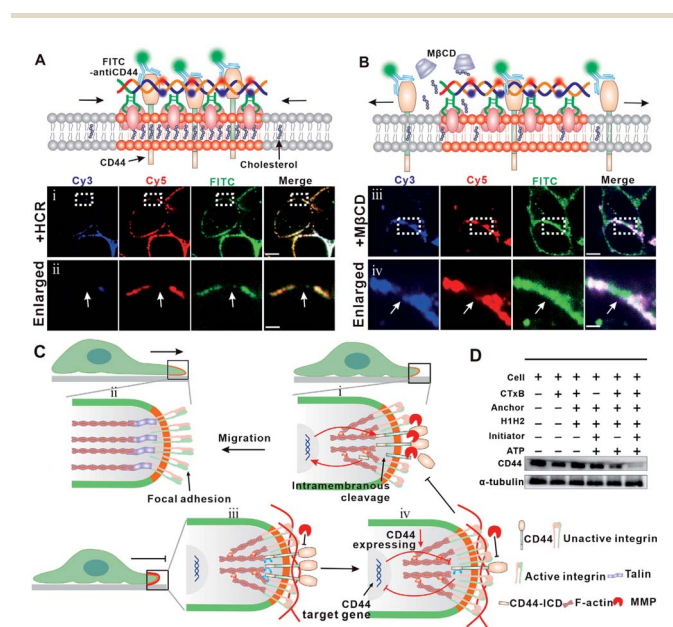 A
FITC
-antiCD44
CD44
Cholesterol
Cy3 Cy5 FITC Merge
+HCR
i
Enlarged
ii
B
MβCD
Cy3 Cy5 FITC Merge
+MβCD
iii
Enlarged
iv
C
ii
Migration
Focal adhesion
i
Intramembranous
cleavage
iii
iv
CD44
expressing
CD44
target gene
D
Cell + + + + + +
CTxB - + + + + +
Anchor - - + + + +
H1H2 - - + + + +
Initiator - - - + - +
ATP - - - - + +
CD44
α-tubulin
CD44 Unactive integrin
Active integrin Talin
CD44-ICD F-actin MMP